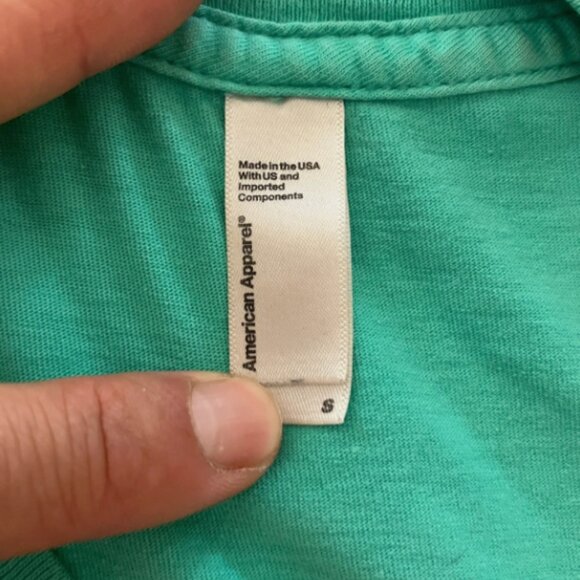 Made in the USA
With US and
Imported
Components
American Apparel®
S